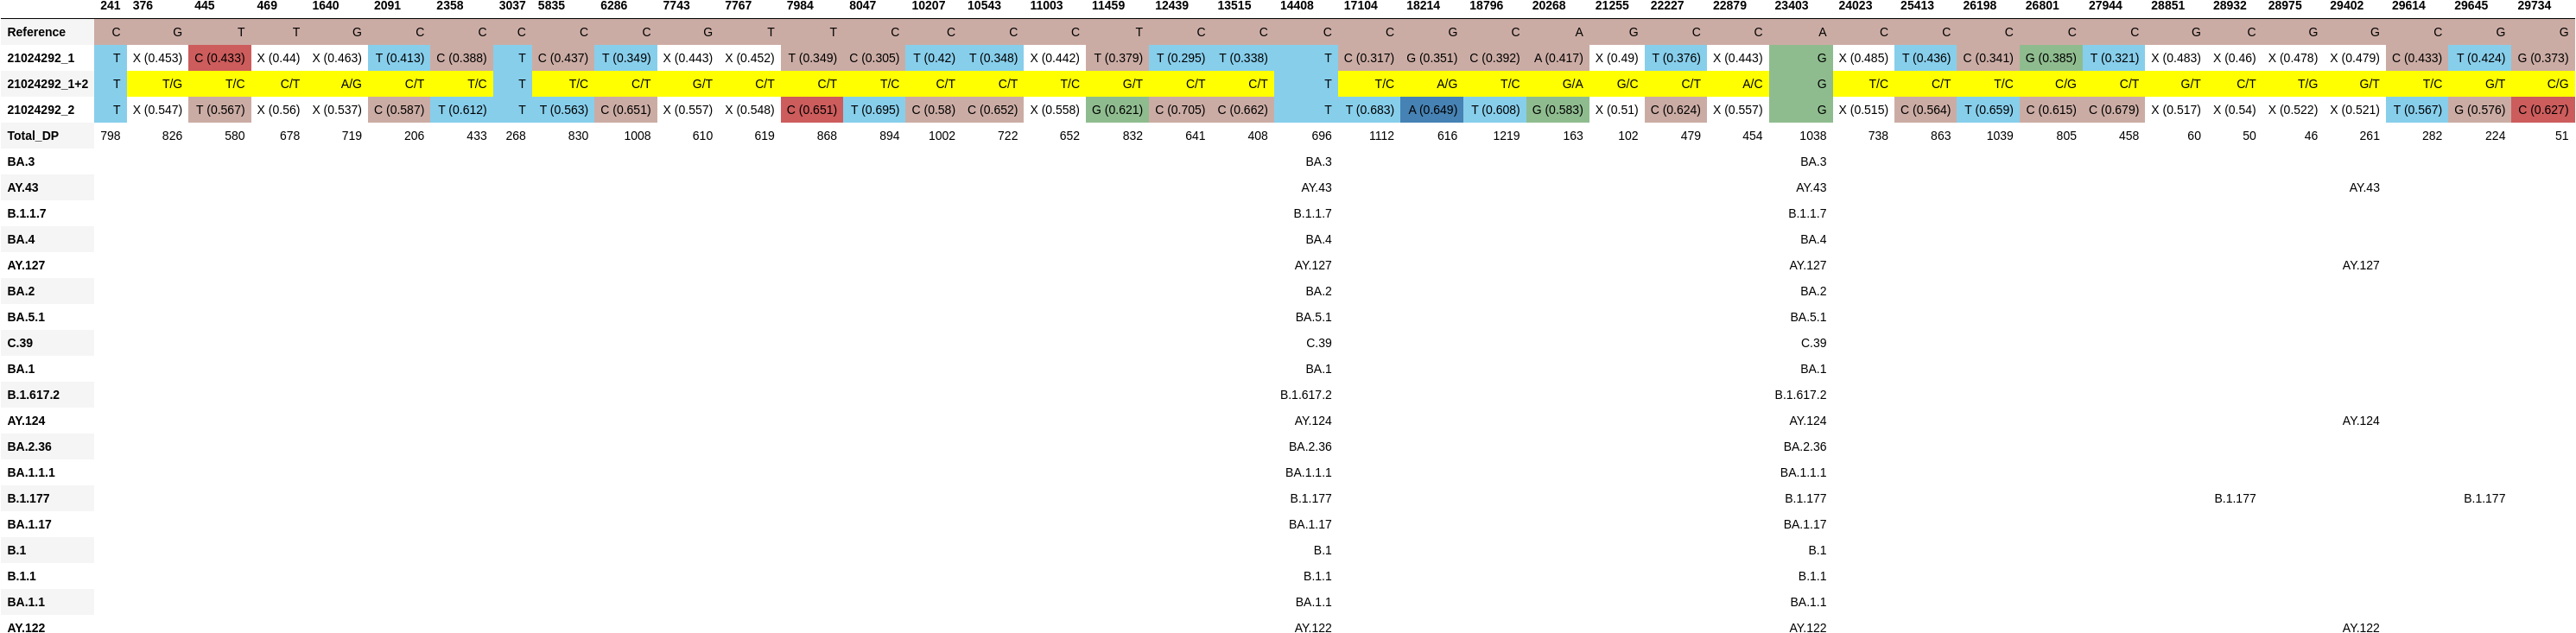 241 376 445 469 1640 2091 2358 3037 5835 6286 7743 7767 7984 8047 10207 10543 11003 11459 12439 13515 14408 17104 18214 18796 20268 21255 22227 22879 23403 24023 25413 26198 26801 27944 28851 28932 28975 29402 29614 29645 29734
Reference C G T T G C C C C C G T T C C C C T C C C C G C A G C C A C C C C C G C G G C G G
21024292_1 T X (0.453) C (0.433) X (0.44) X (0.463) T (0.413) C (0.388) T C (0.437) T (0.349) X (0.443) X (0.452) T (0.349) C (0.305) T (0.42) T (0.348) X (0.442) T (0.379) T (0.295) T (0.338) T C (0.317) G (0.351) C (0.392) A (0.417) X (0.49) T (0.376) X (0.443) G X (0.485) T (0.436) C (0.341) G (0.385) T (0.321) X (0.483) X (0.46) X (0.478) X (0.479) C (0.433) T (0.424) G (0.373)
21024292_1+2 T T/G T/C C/T A/G C/T T/C T T/C C/T G/T C/T C/T T/C C/T C/T T/C G/T C/T C/T T T/C A/G T/C G/A G/C C/T A/C G T/C C/T T/C C/G C/T G/T C/T T/G G/T T/C G/T C/G
21024292_2 T X (0.547) T (0.567) X (0.56) X (0.537) C (0.587) T (0.612) T T (0.563) C (0.651) X (0.557) X (0.548) C (0.651) T (0.695) C (0.58) C (0.652) X (0.558) G (0.621) C (0.705) C (0.662) T T (0.683) A (0.649) T (0.608) G (0.583) X (0.51) C (0.624) X (0.557) G X (0.515) C (0.564) T (0.659) C (0.615) C (0.679) X (0.517) X (0.54) X (0.522) X (0.521) T (0.567) G (0.576) C (0.627)
Total_DP 798 826 580 678 719 206 433 268 830 1008 610 619 868 894 1002 722 652 832 641 408 696 1112 616 1219 163 102 479 454 1038 738 863 1039 805 458 60 50 46 261 282 224 51
BA.3 BA.3 BA.3
AY.43 AY.43 AY.43 AY.43
B.1.1.7 B.1.1.7 B.1.1.7
BA.4 BA.4 BA.4
AY.127 AY.127 AY.127 AY.127
BA.2 BA.2 BA.2
BA.5.1 BA.5.1 BA.5.1
C.39 C.39 C.39
BA.1 BA.1 BA.1
B.1.617.2 B.1.617.2 B.1.617.2
AY.124 AY.124 AY.124 AY.124
BA.2.36 BA.2.36 BA.2.36
BA.1.1.1 BA.1.1.1 BA.1.1.1
B.1.177 B.1.177 B.1.177 B.1.177 B.1.177
BA.1.17 BA.1.17 BA.1.17
B.1 B.1 B.1
B.1.1 B.1.1 B.1.1
BA.1.1 BA.1.1 BA.1.1
AY.122 AY.122 AY.122 AY.122